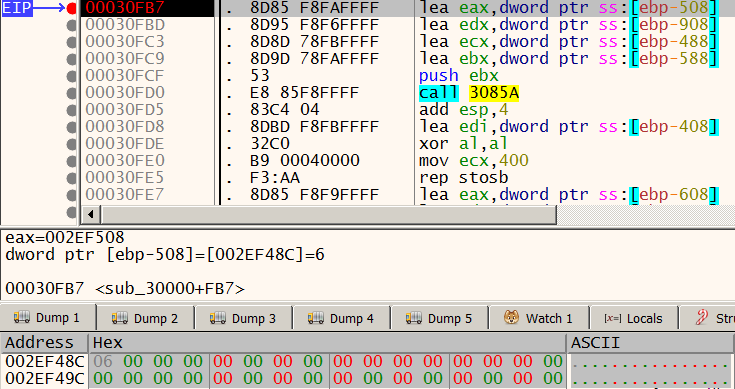 EIP 00030FB7 . 8D85 F8FAFFFF lea eax,dword ptr ss:[ebp-508]
00030FBD . 8D95 F8F6FFFF lea edx,dword ptr ss:[ebp-908]
00030FC3 . 8D8D 78FBFFFF lea ecx,dword ptr ss:[ebp-488]
00030FC9 . 8D9D 78FAFFFF lea ebx,dword ptr ss:[ebp-588]
00030FCF . 53 push ebx
00030FD0 . E8 85F8FFFF call 3085A
00030FD5 . 83C4 04 add esp,4
00030FD8 . 8DBD F8FBFFFF lea edi,dword ptr ss:[ebp-408]
00030FDE . 32C0 xor al,al
00030FE0 . B9 00040000 mov ecx,400
00030FE5 . F3:AA rep stosb
00030FE7 . 8D85 F8F9FFFF lea eax,dword ptr ss:[ebp-608]
eax=002EF508
dword ptr [ebp-508]=[002EF48C]=6
00030FB7 <sub_30000+FB7>
Dump 1 Dump 2 Dump 3 Dump 4 Dump 5 Watch 1 [x]= Locals Stru
Address Hex ASCII
002EF48C 06 00 00 00 00 00 00 00 00 00 00 00 00 00 00 00 ................
002EF49C 00 00 00 00 00 00 00 00 00 00 00 00 00 00 00 00 ................